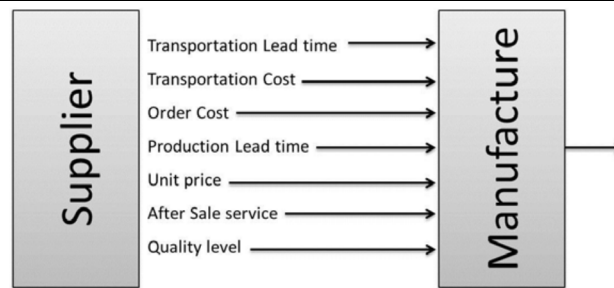 Supplier
Transportation Lead time
Transportation Cost
Order Cost
Production Lead time
Unit price
After Sale service
Quality level
Manufacture